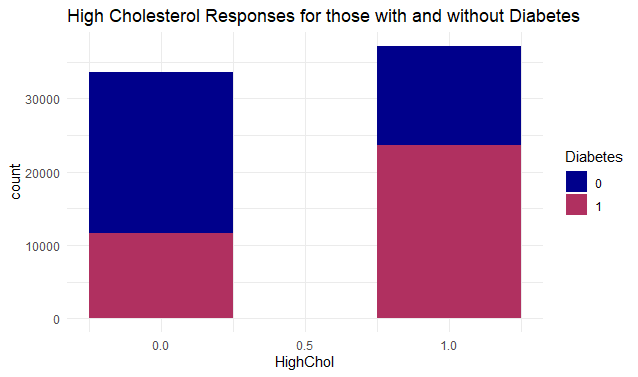 High Cholesterol Responses for those with and without Diabetes
30000
20000
10000
0
count
0.0
0.5
1.0
HighChol
Diabetes
0
1